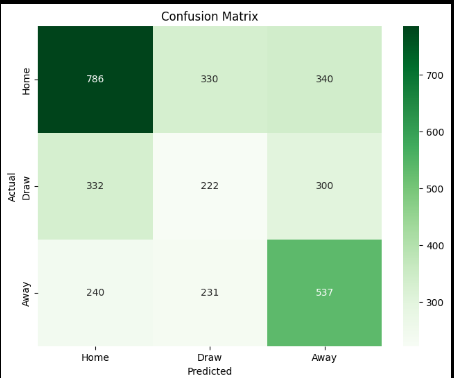 Confusion Matrix
Home 786 330 340
Draw 332 222 300
Away 240 231 537
Actual
Home Draw Away
Predicted
700
600
500
400
300